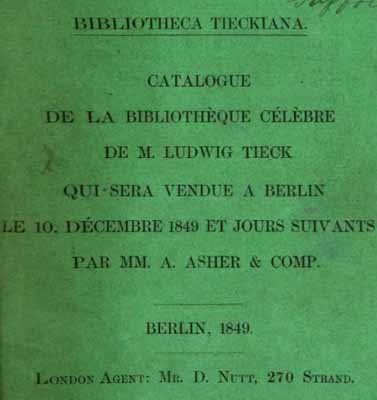 BIBLIOTHECA TIECKIANA.
CATALOGUE
DE LA BIBLIOTHÈQUE CÉLÈBRE
DE M. LUDWIG TIECK
QUI SERA VENDUE A BERLIN
LE 10. DÉCEMBRE 1849 ET JOURS SUIVANTS
PAR MM. A. ASHER & COMP.
BERLIN, 1849.
LONDON AGENT: MR. D. NUTT, 270 STRAND.